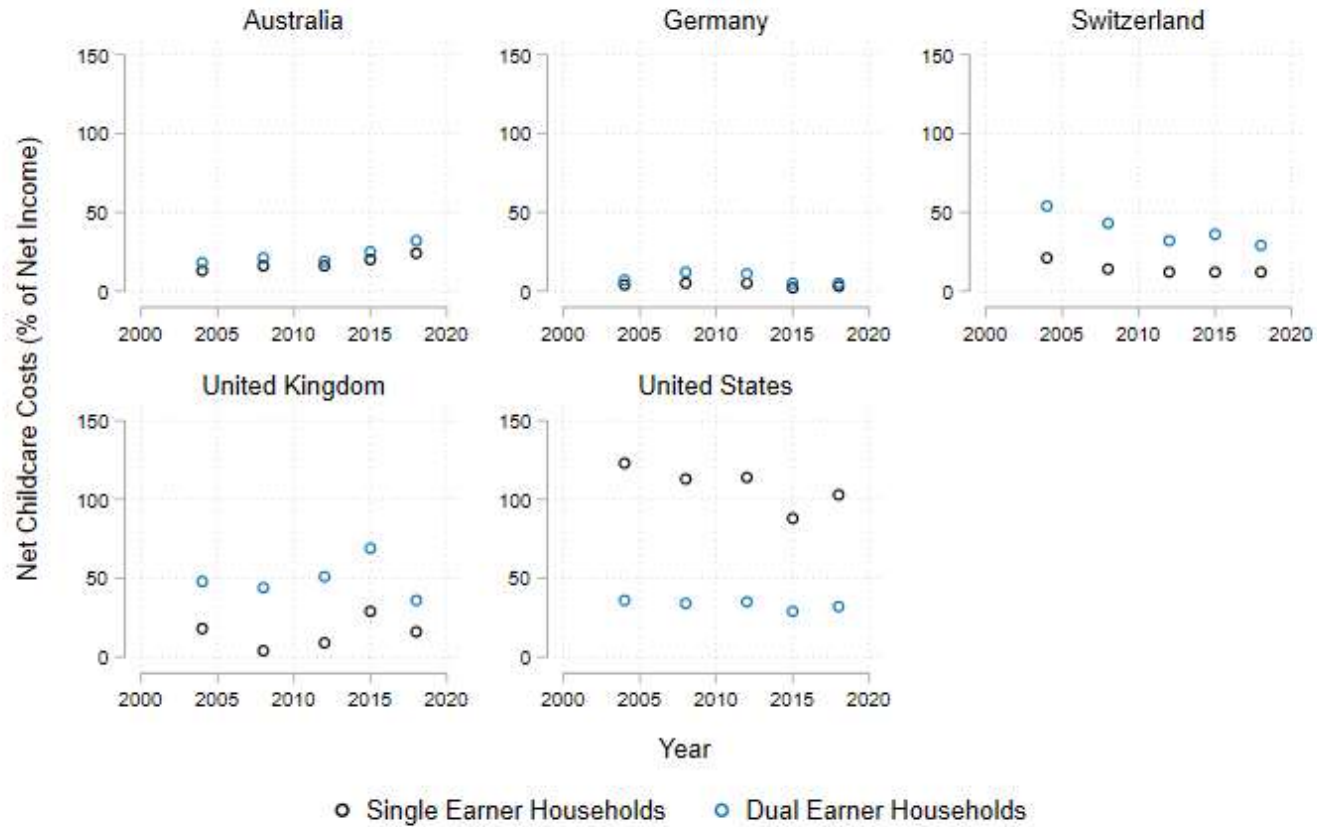 Australia
Germany
Switzerland
150
100
50
0
2000 2005 2010 2015 2020
150
100
50
0
2000 2005 2010 2015 2020
150
100
50
0
2000 2005 2010 2015 2020
United Kingdom
United States
150
100
50
0
2000 2005 2010 2015 2020
150
100
50
0
2000 2005 2010 2015 2020
Net Childcare Costs (% of Net Income)
Year
Single Earner Households
Dual Earner Households